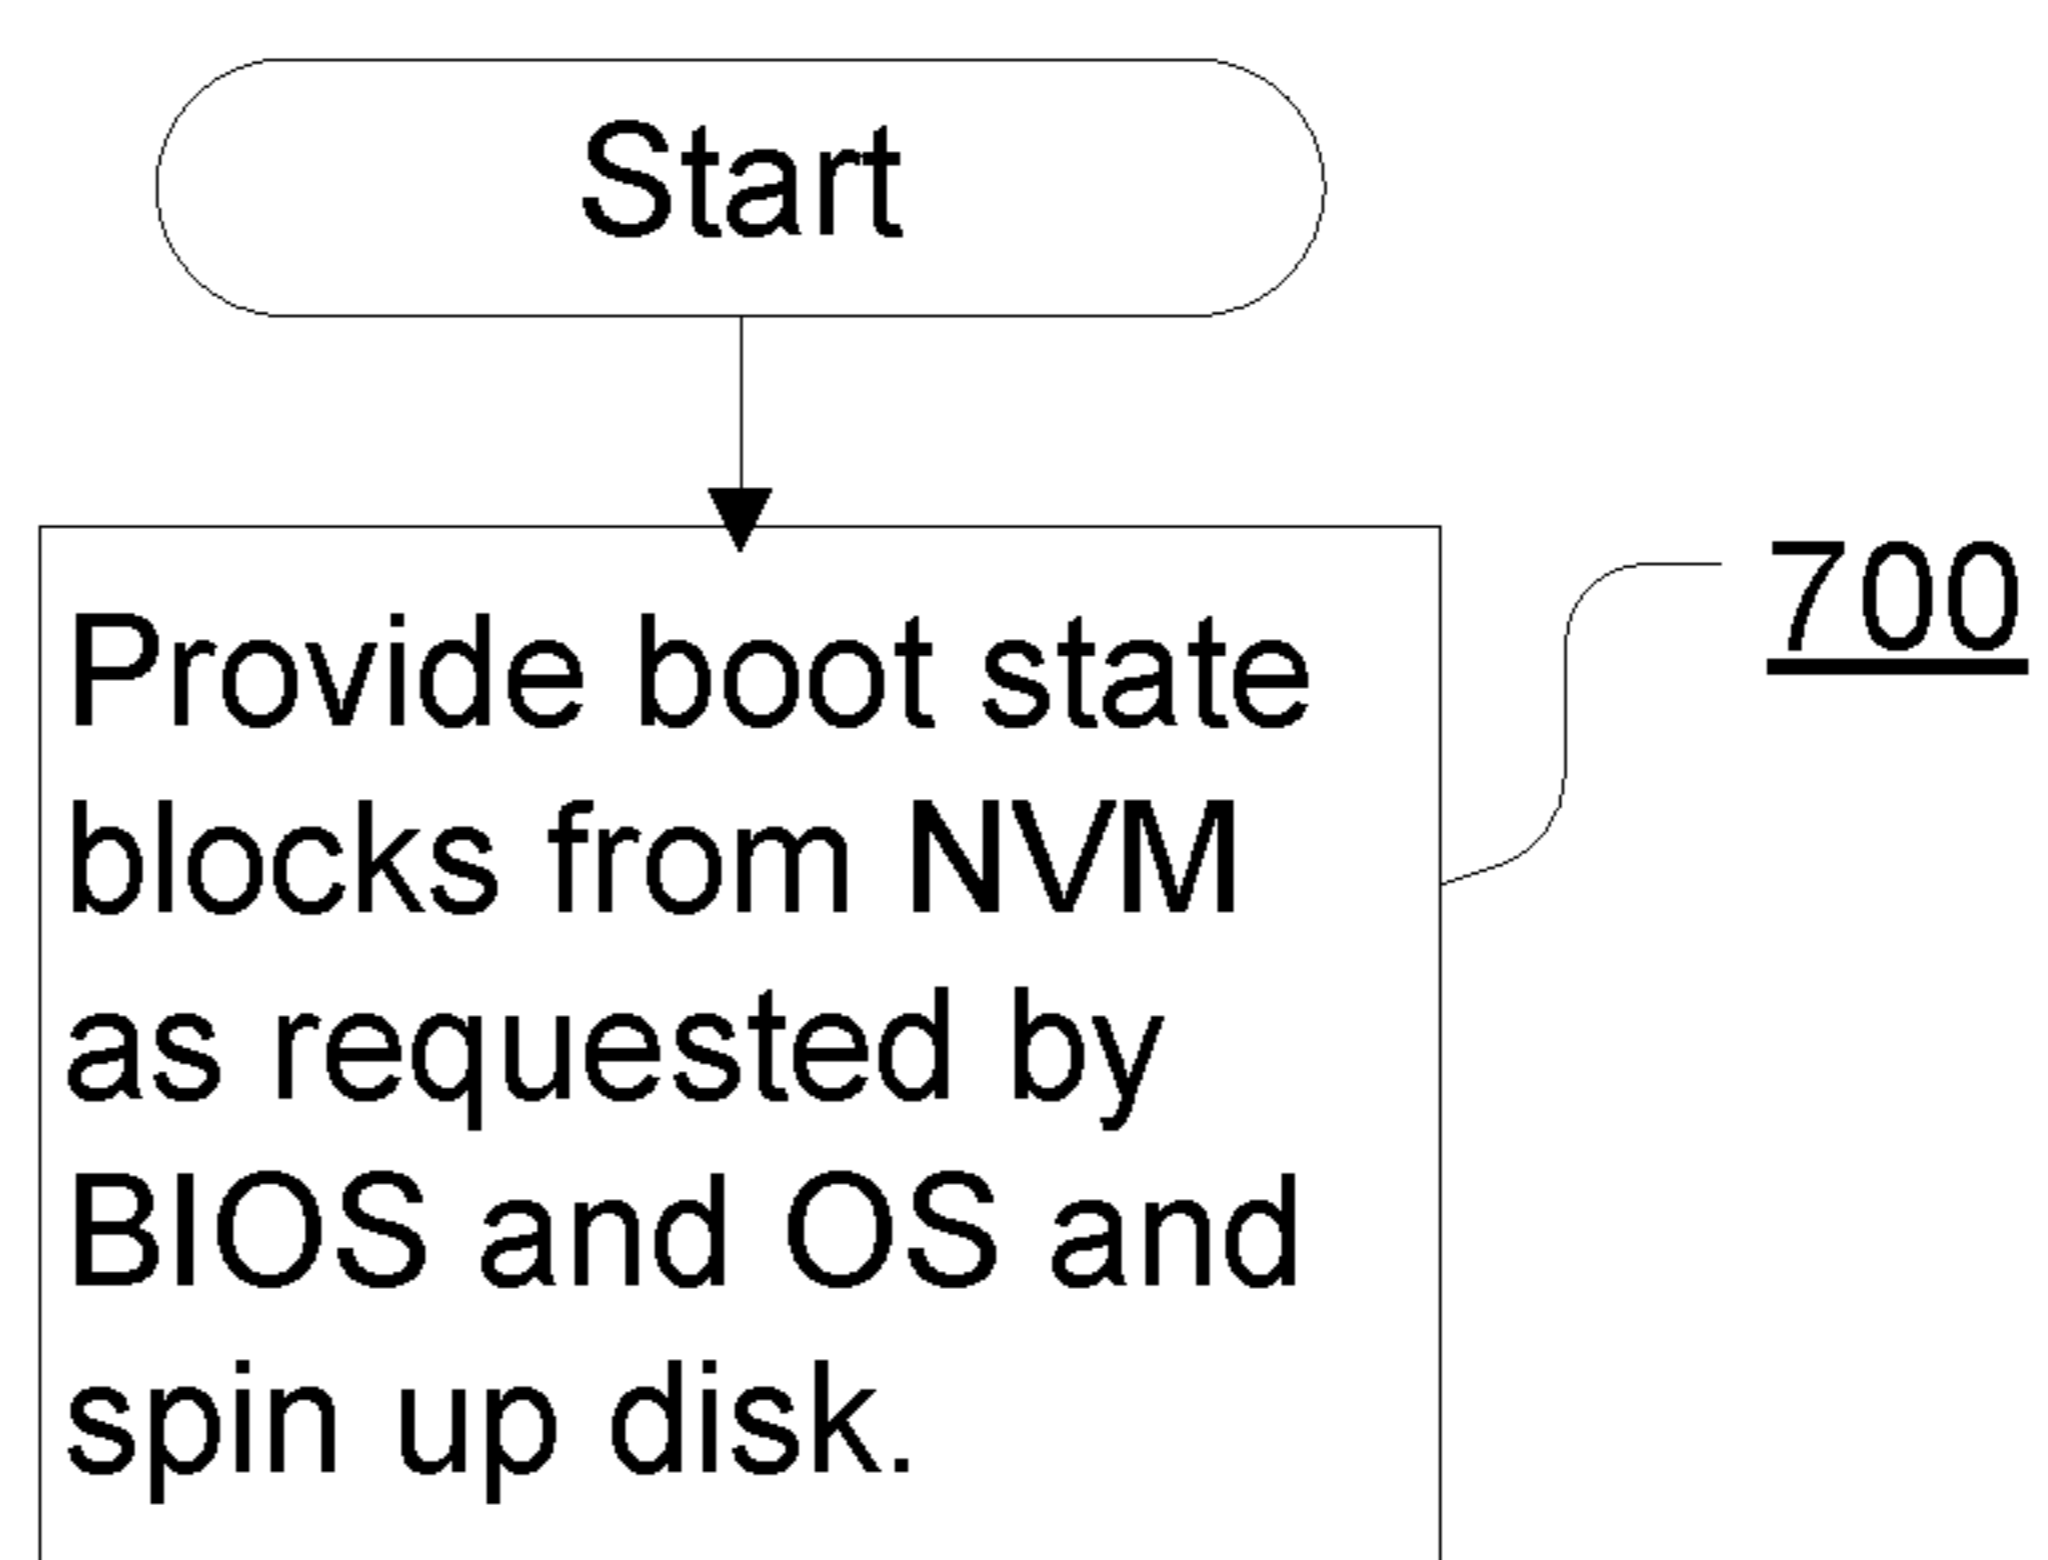 Start
700
Provide boot state
blocks from NVM
as requested by
BIOS and OS and
spin up disk.